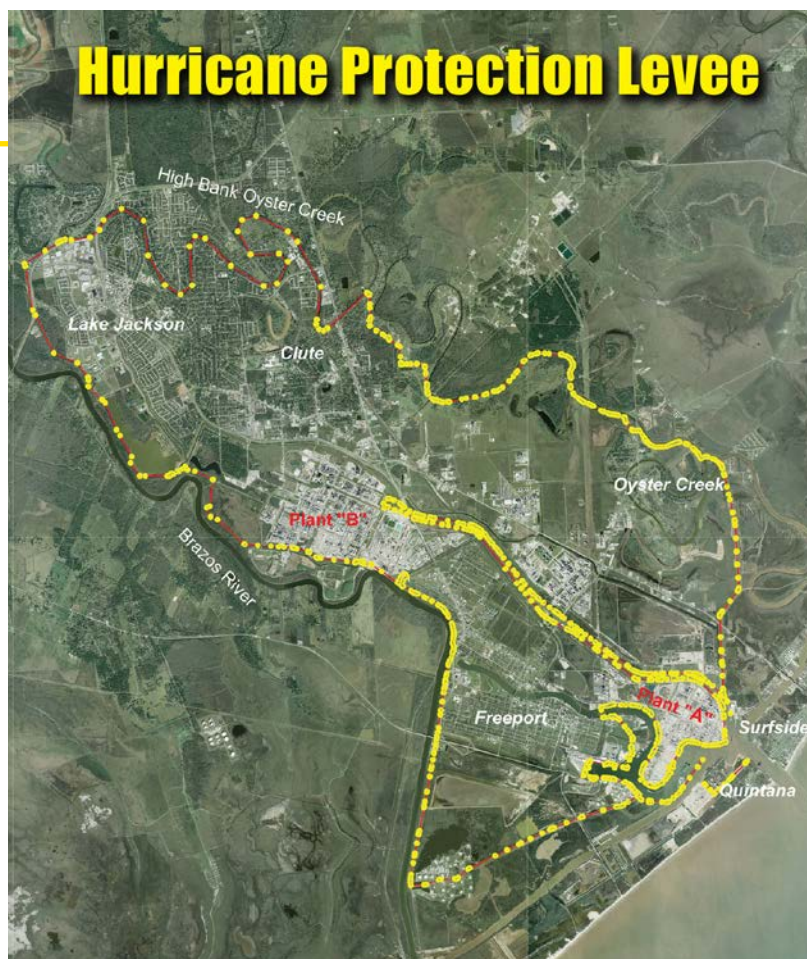 Hurricane Protection Levee
High Bank Oyster Creek
Lake Jackson
Clute
Oyster Creek
Plant "B"
Brazos River
Plant "A"
Freeport
Surfside
Quintana